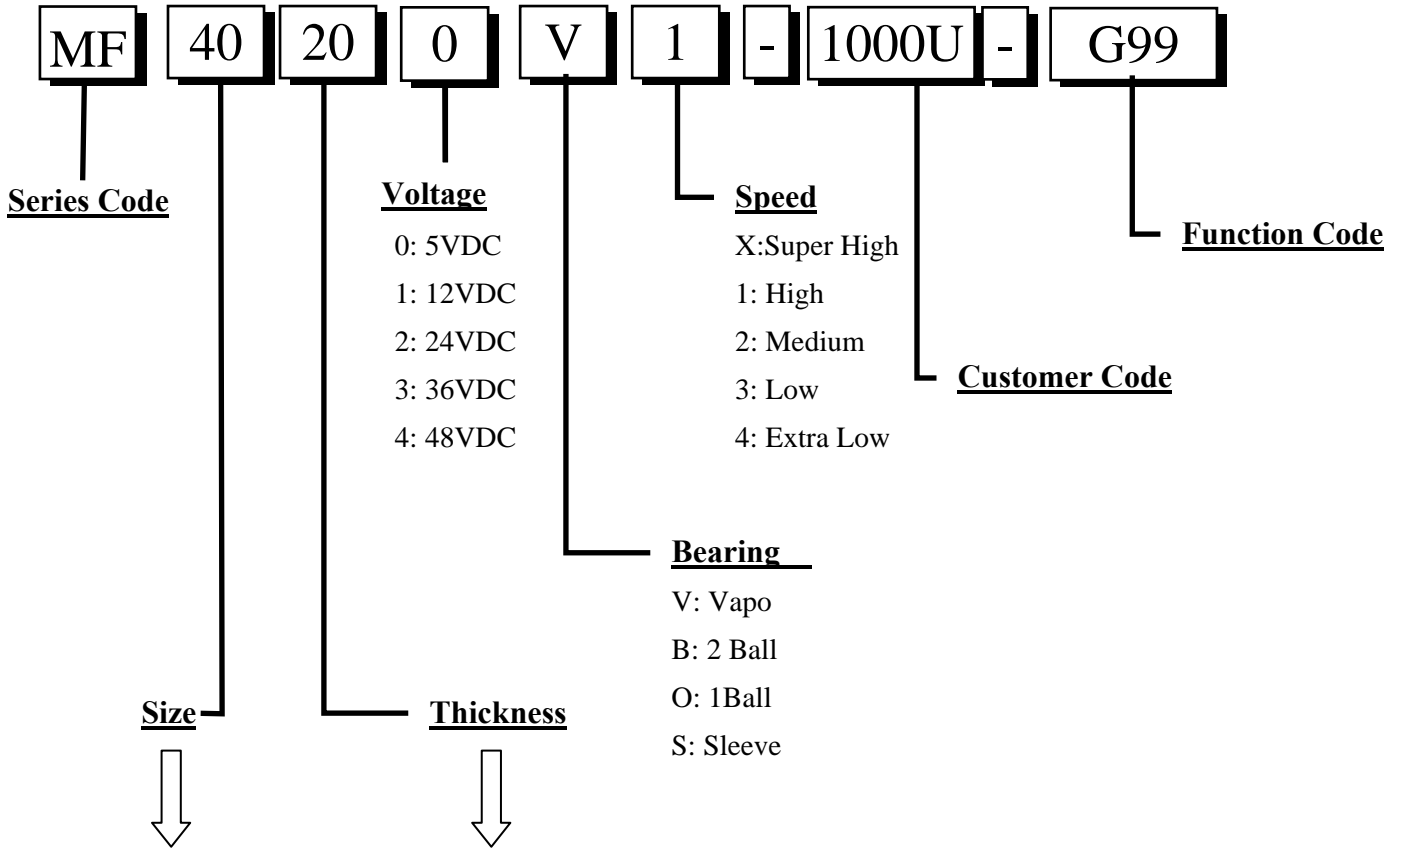 MF 40 20 0 V 1 - 1000U - G99
Series Code
Voltage
0: 5VDC
1: 12VDC
2: 24VDC
3: 36VDC
4: 48VDC
Speed
X:Super High
1: High
2: Medium
3: Low
4: Extra Low
Function Code
Customer Code
Bearing
V: Vapo
B: 2 Ball
O: 1Ball
S: Sleeve
Size
Thickness